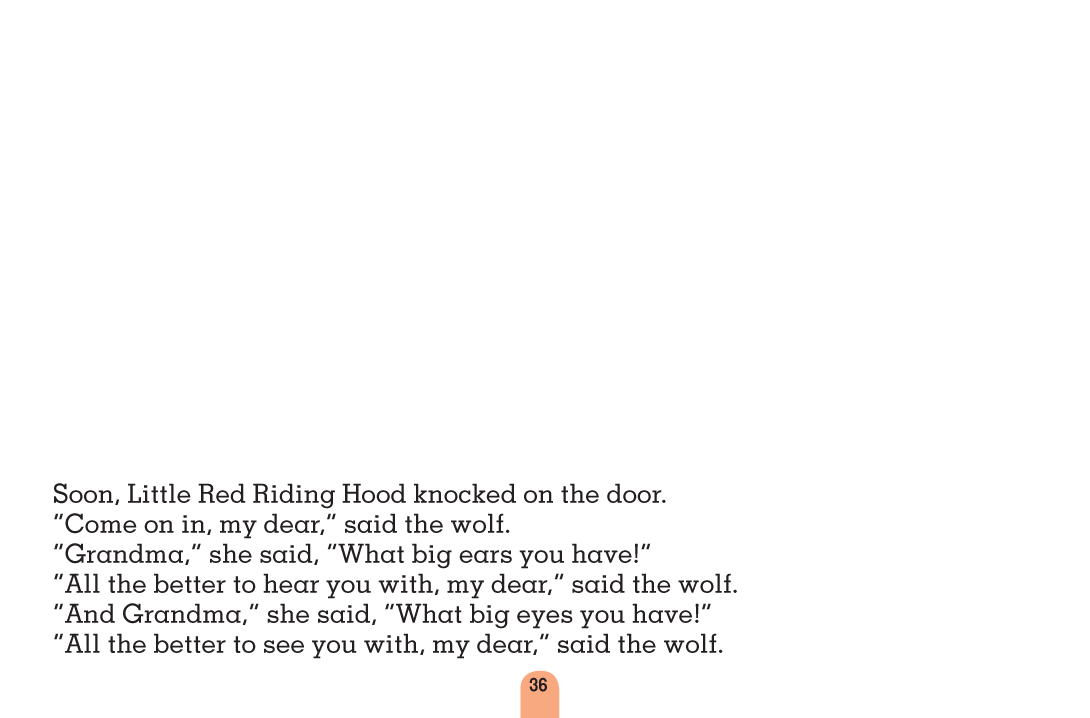 Soon, Little Red Riding Hood knocked on the door.
“Come on in, my dear,” said the wolf.
“Grandma,” she said, “What big ears you have!”
“All the better to hear you with, my dear,” said the wolf.
“And Grandma,” she said, “What big eyes you have!”
“All the better to see you with, my dear,” said the wolf.
36